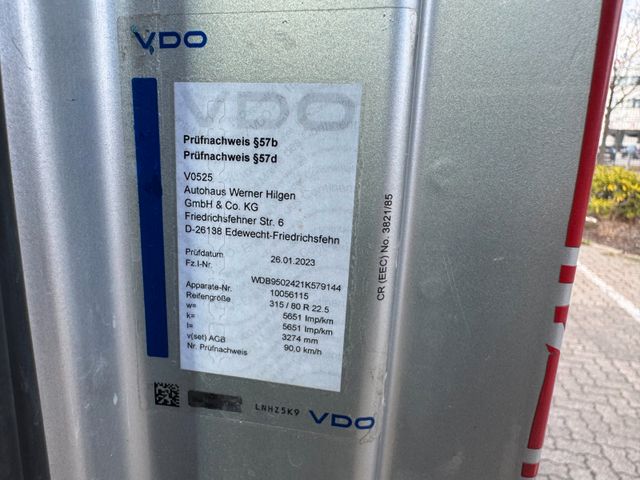 VDO
VDO
Prüfnachweis §57b
Prüfnachweis §57d
V0525
Autohaus Werner Hilgen
GmbH & Co. KG
Friedrichsfehner Str. 6
D-26138 Edewecht-Friedrichsfehn
Prüfdatum 26.01.2023
Fz.I-Nr. WDB9502421K579144
Apparate-Nr. 10056115
Reifengröße 315 / 80 R 22.5
w= 5651 Imp/km
k= 5651 Imp/km
l= 3274 mm
v(set) ACB 90,0 km/h
Nr. Prüfnachweis
LNHZ5K9 VDO
CR (EEC) No. 3821/85